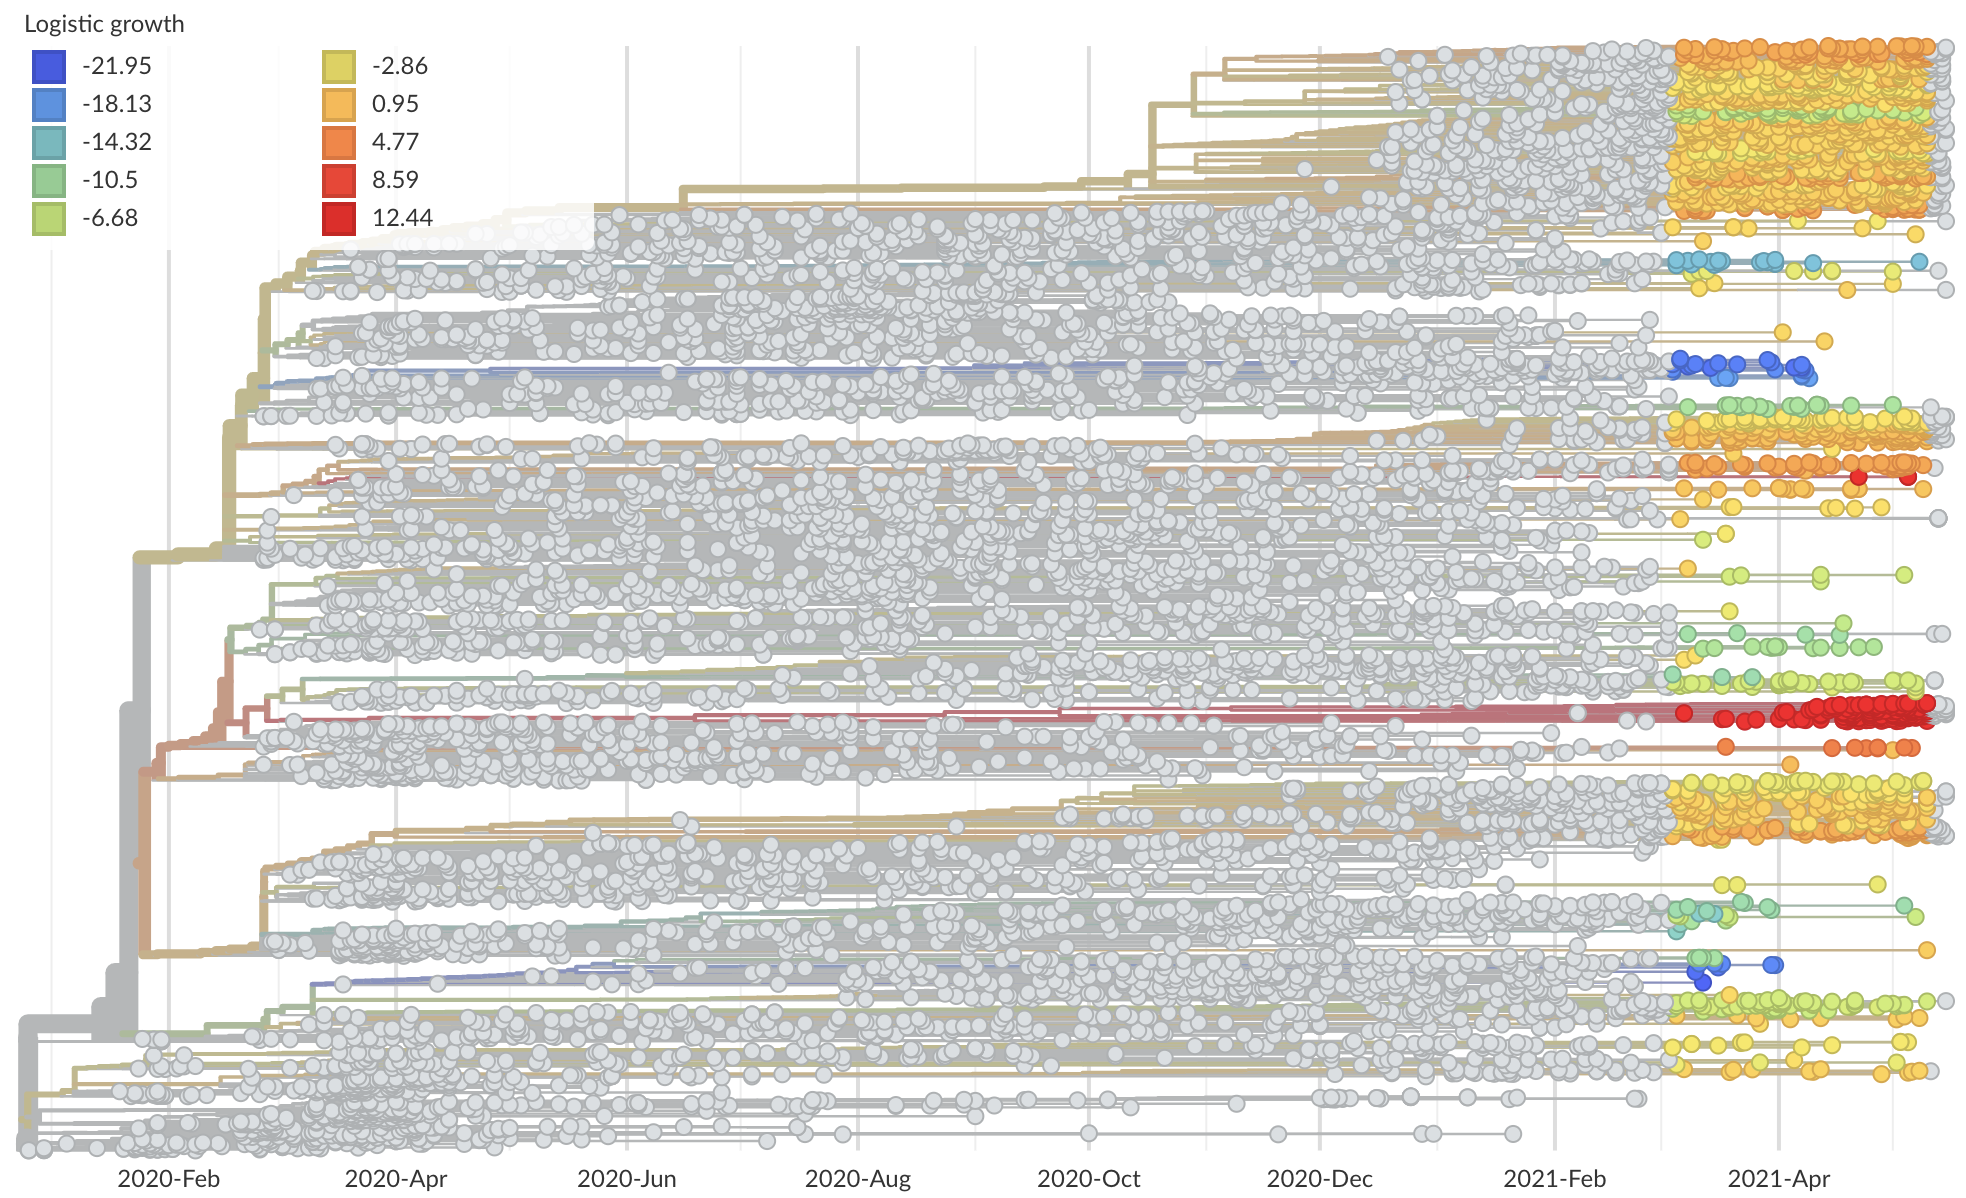 Logistic growth
-21.95
-18.13
-14.32
-10.5
-6.68
-2.86
0.95
4.77
8.59
12.44
2020-Feb
2020-Apr
2020-Jun
2020-Aug
2020-Oct
2020-Dec
2021-Feb
2021-Apr